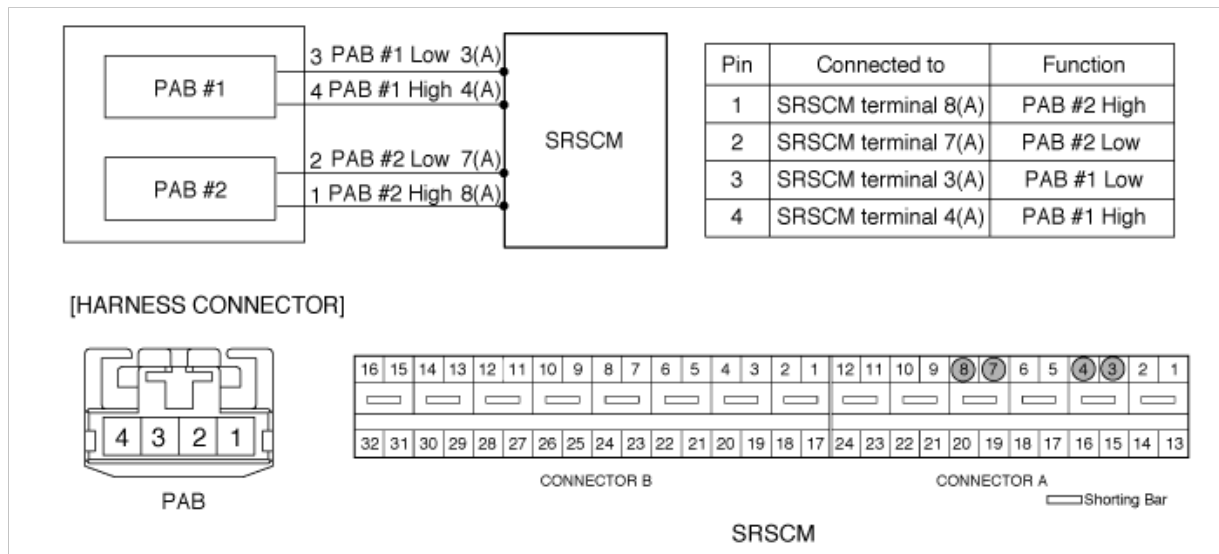 3 PAB #1 Low 3(A)
PAB #1
4 PAB #1 High 4(A)
SRSCM
2 PAB #2 Low 7(A)
PAB #2
1 PAB #2 High 8(A)
Pin Connected to Function
1 SRSCM terminal 8(A) PAB #2 High
2 SRSCM terminal 7(A) PAB #2 Low
3 SRSCM terminal 3(A) PAB #1 Low
4 SRSCM terminal 4(A) PAB #1 High
[HARNESS CONNECTOR]
4 3 2 1
PAB
16 15 14 13 12 11 10 9 8 7 6 5 4 3 2 1 12 11 10 9 8 7 6 5 4 3 2 1
32 31 30 29 28 27 26 25 24 23 22 21 20 19 18 17 24 23 22 21 20 19 18 17 16 15 14 13
CONNECTOR B CONNECTOR A
Shorting Bar
SRSCM